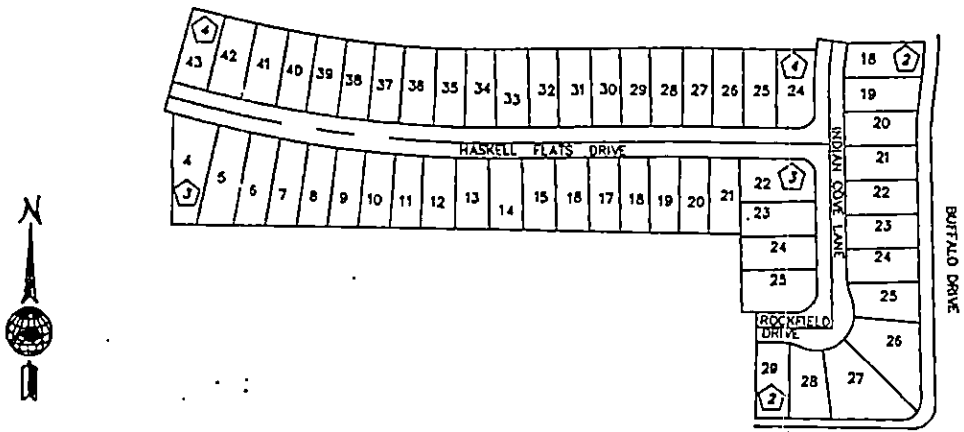 4
43 42 41 40 39 38 37 38 35 34 33 32 31 30 29 28 27 26 25 24
4
18 2
19
20
21
22
23
24
25
26
27
28
29
2
HASKELL FLATS DRIVE
INDIAN COVE LANE
BUFFALO DRIVE
4 5 6 7 8 9 10 11 12 13 14 15 16 17 18 19 20 21
3
22 3
23
24
25
ROCKFIELD
DRIVE
N